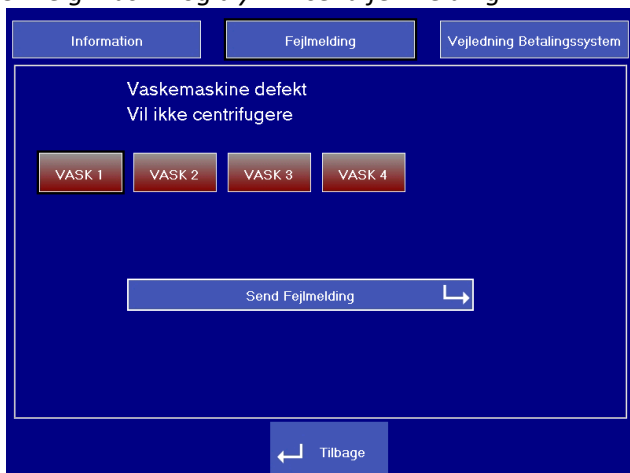 Information
Fejlmelding
Vejledning Betalingssystem
Vaskemaskine defekt
Vil ikke centrifugere
VASK 1
VASK 2
VASK 3
VASK 4
Send Fejlmelding
Tilbage